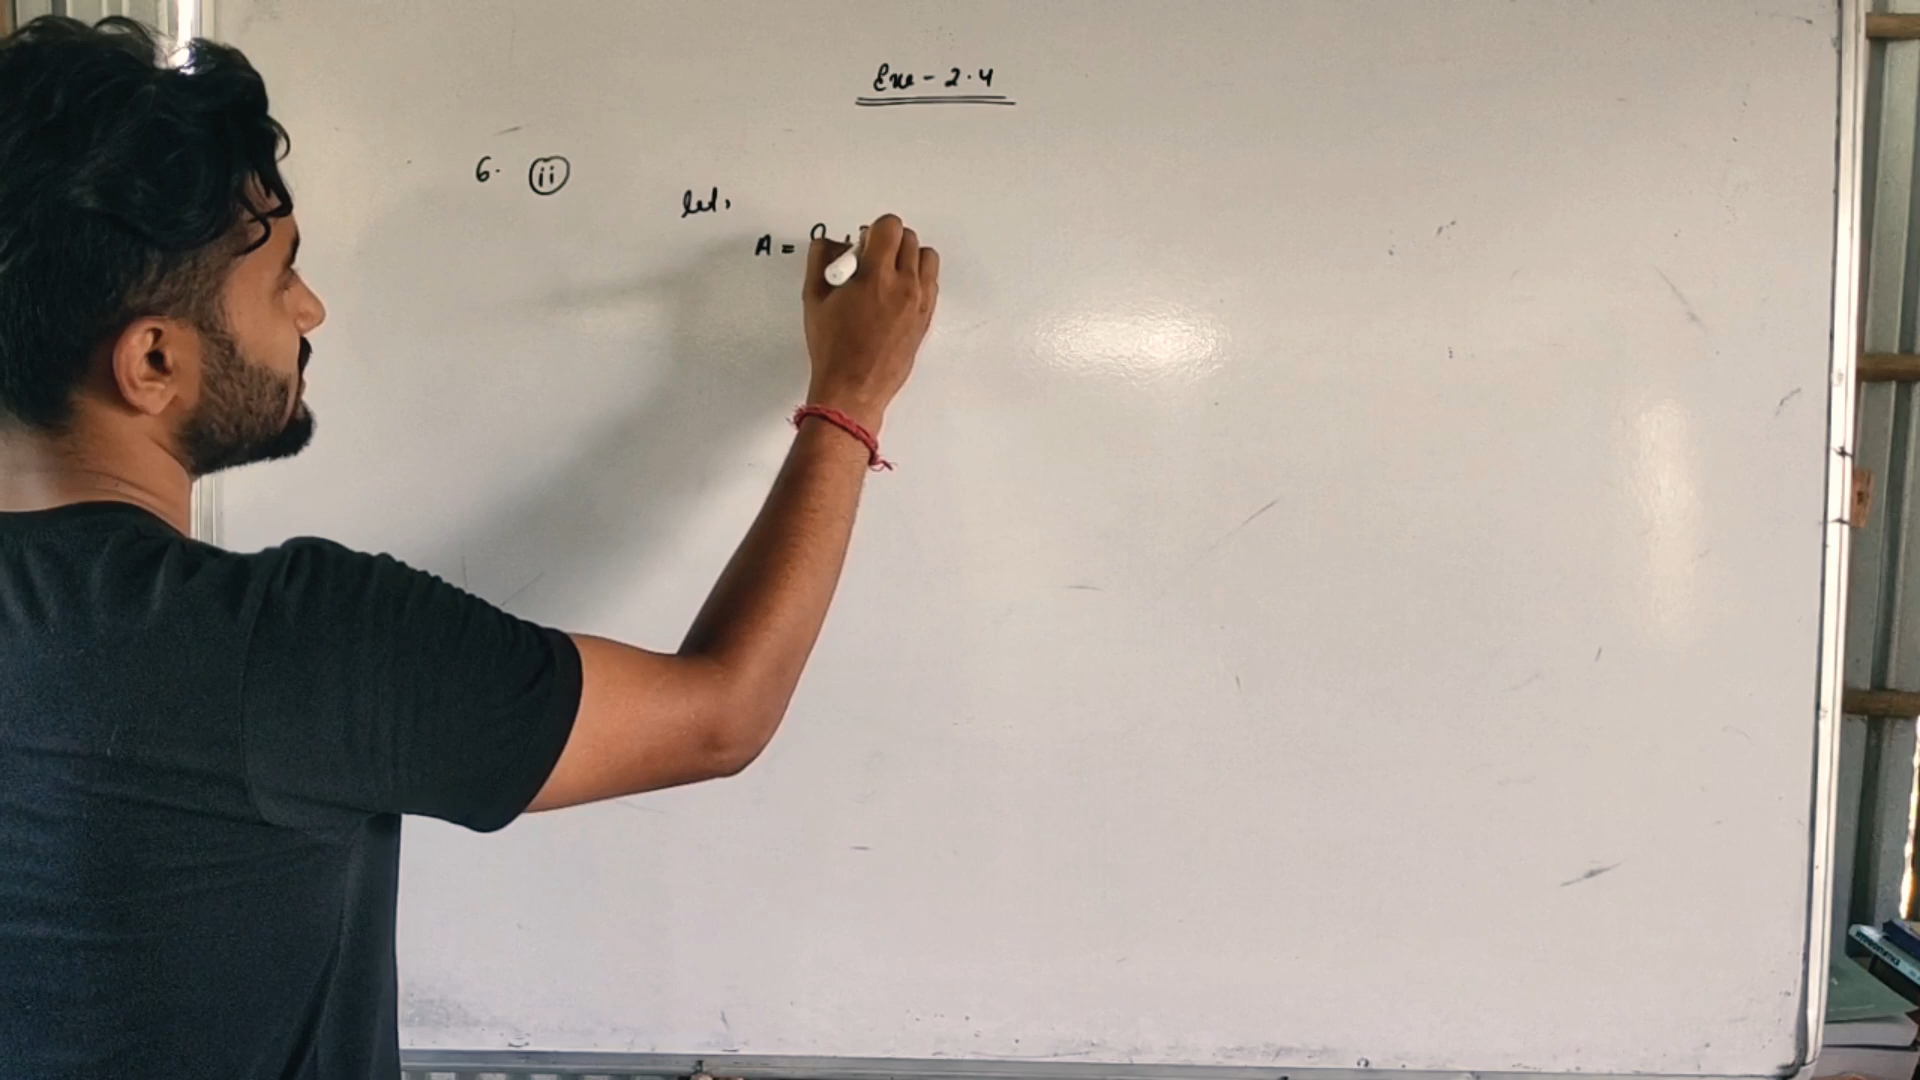 Exe - 2.4
6. (ii)
let,
A =